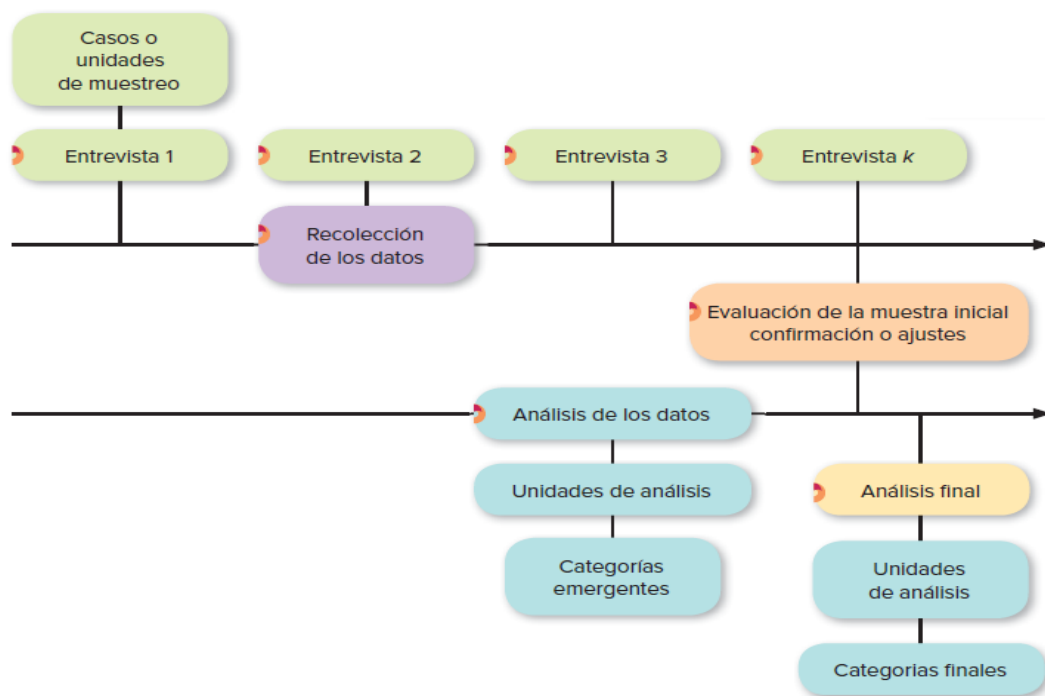 Casos o
unidades
de muestreo
Entrevista 1
Entrevista 2
Entrevista 3
Entrevista k
Recolección
de los datos
Evaluación de la muestra inicial
confirmación o ajustes
Análisis de los datos
Unidades de análisis
Categorías
emergentes
Análisis final
Unidades
de análisis
Categorias finales